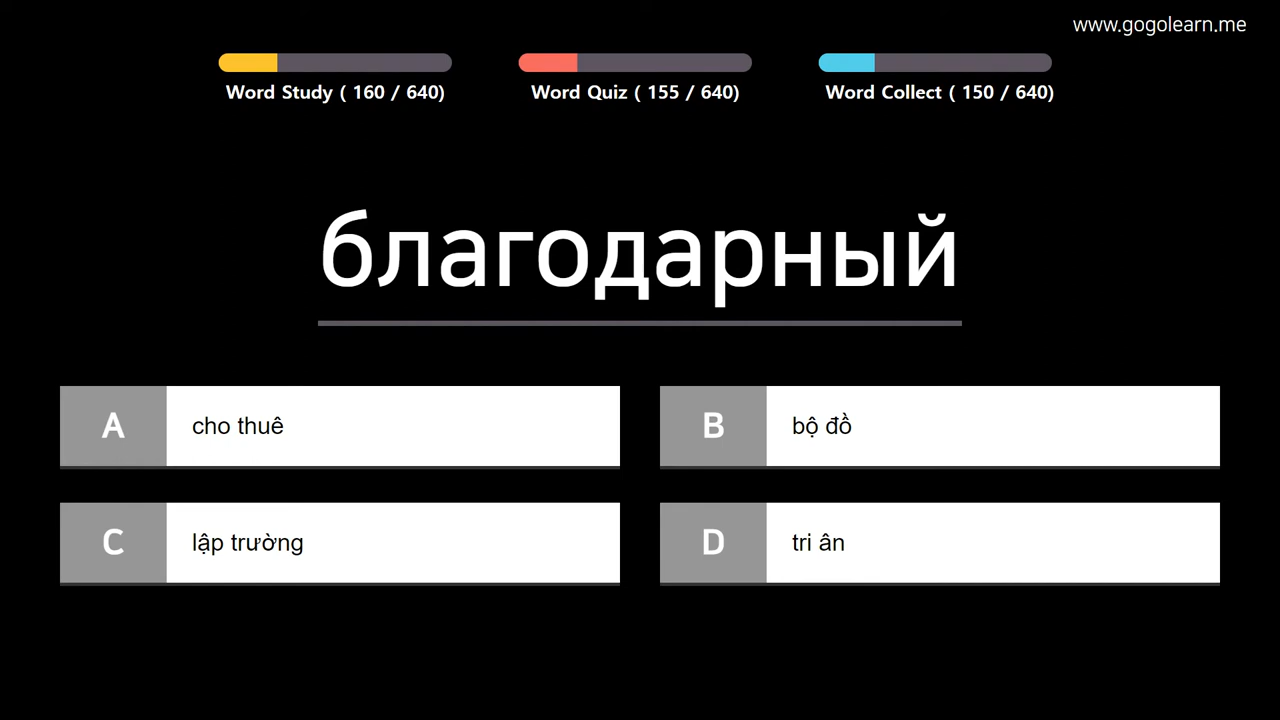 www.gogolearn.me
Word Study ( 160 / 640)
Word Quiz ( 155 / 640)
Word Collect ( 150 / 640)
благодарный
A cho thuê
B bộ đồ
C lập trường
D tri ân